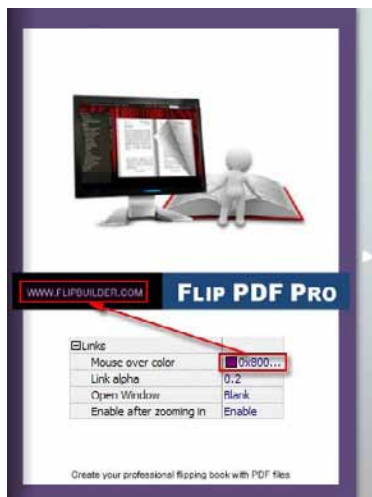 WWW.FLIPBUILDER.COM
FLIP PDF PRO
Links
Mouse over color 0x800...
Link alpha 0.2
Open Window Blank
Enable after zooming in Enable
Create your professional flipping book with PDF files